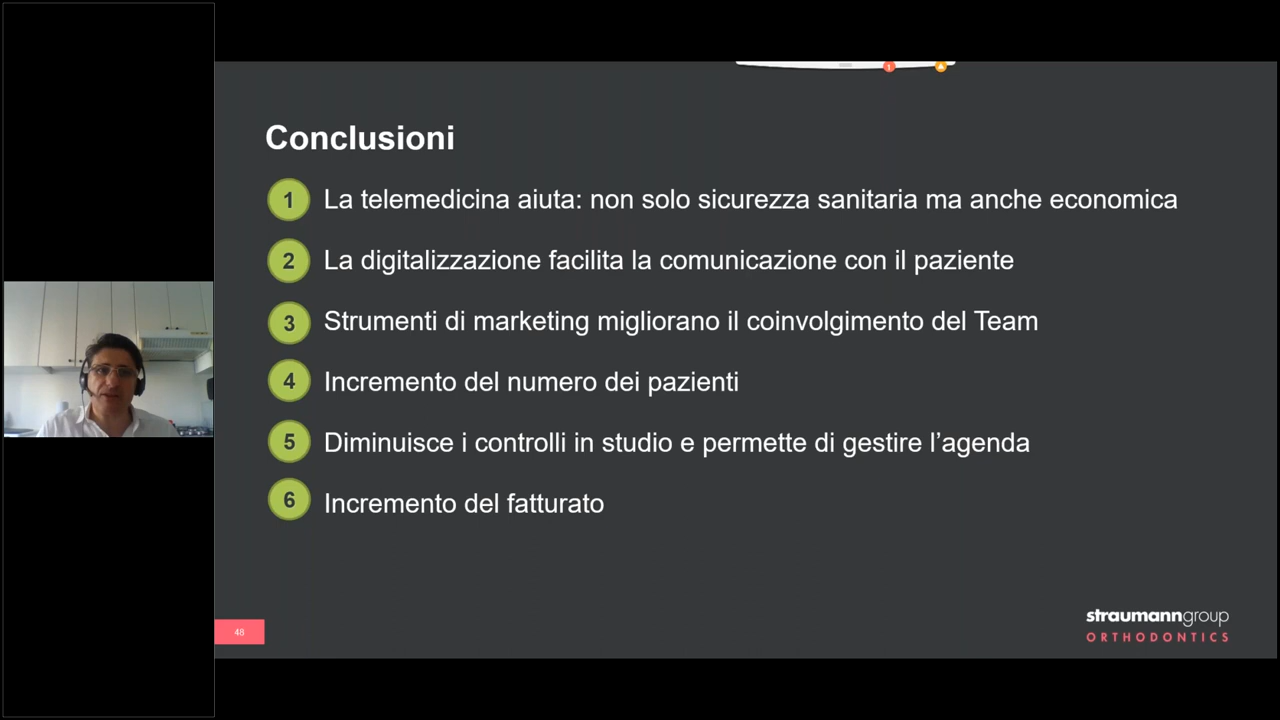 Conclusioni
1 La telemedicina aiuta: non solo sicurezza sanitaria ma anche economica
2 La digitalizzazione facilita la comunicazione con il paziente
3 Strumenti di marketing migliorano il coinvolgimento del Team
4 Incremento del numero dei pazienti
5 Diminuisce i controlli in studio e permette di gestire l’agenda
6 Incremento del fatturato
48
straumanngroup
ORTHODONTICS